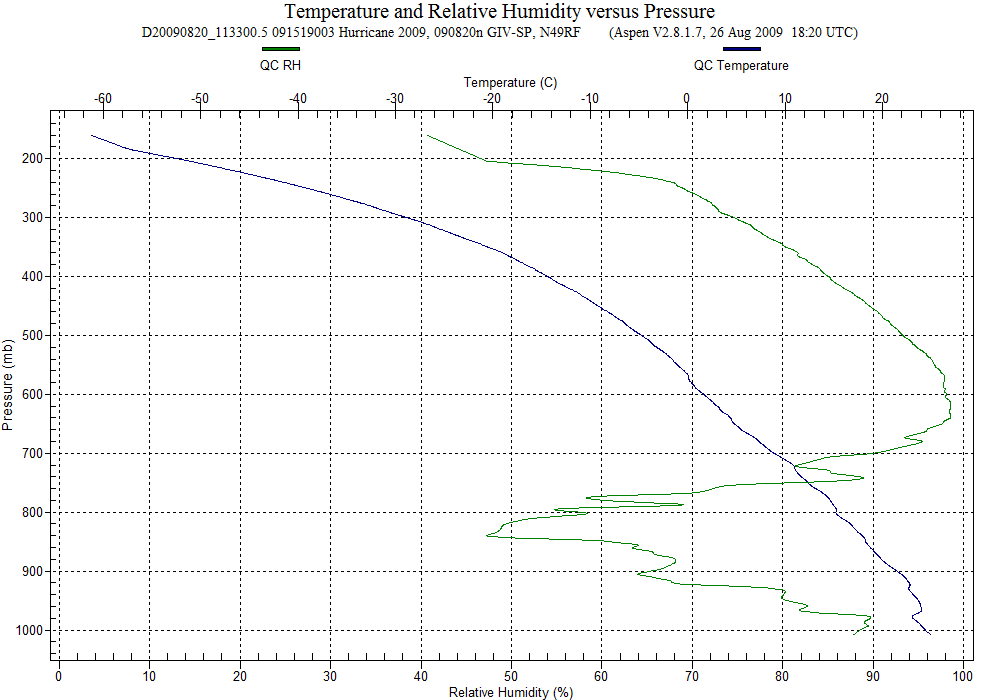 Temperature and Relative Humidity versus Pressure
D20090820_113300.5 091519003 Hurricane 2009, 090820n GIV-SP, N49RF (Aspen V2.8.1.7, 26 Aug 2009 18:20 UTC)
QC RH QC Temperature
Temperature (C)
-60 -50 -40 -30 -20 -10 0 10 20
200
300
400
500
600
700
800
900
1000
Pressure (mb)
0 10 20 30 40 50 60 70 80 90 100
Relative Humidity (%)